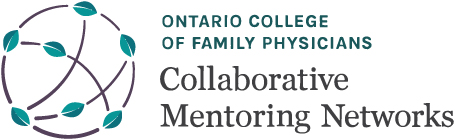 ONTARIO COLLEGE
OF FAMILY PHYSICIANS
Collaborative
Mentoring Networks